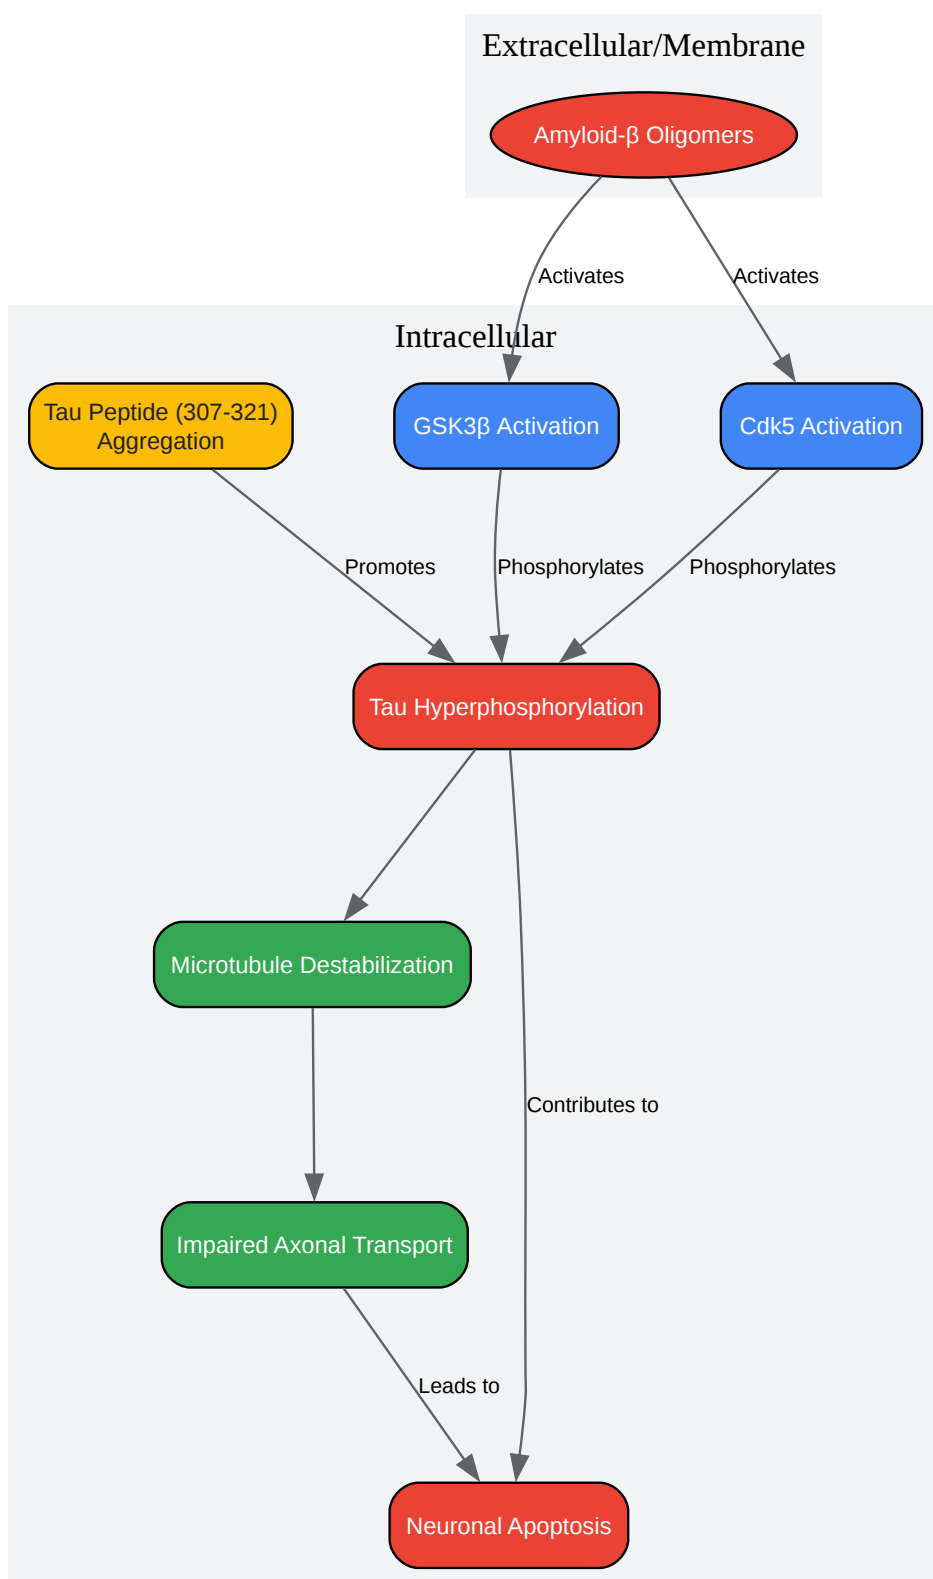 Extracellular/Membrane
Amyloid-β Oligomers
Activates
Activates
Intracellular
Tau Peptide (307-321)
Aggregation
GSK3β Activation
Cdk5 Activation
Promotes
Phosphorylates
Phosphorylates
Tau Hyperphosphorylation
Microtubule Destabilization
Contributes to
Impaired Axonal Transport
Leads to
Neuronal Apoptosis